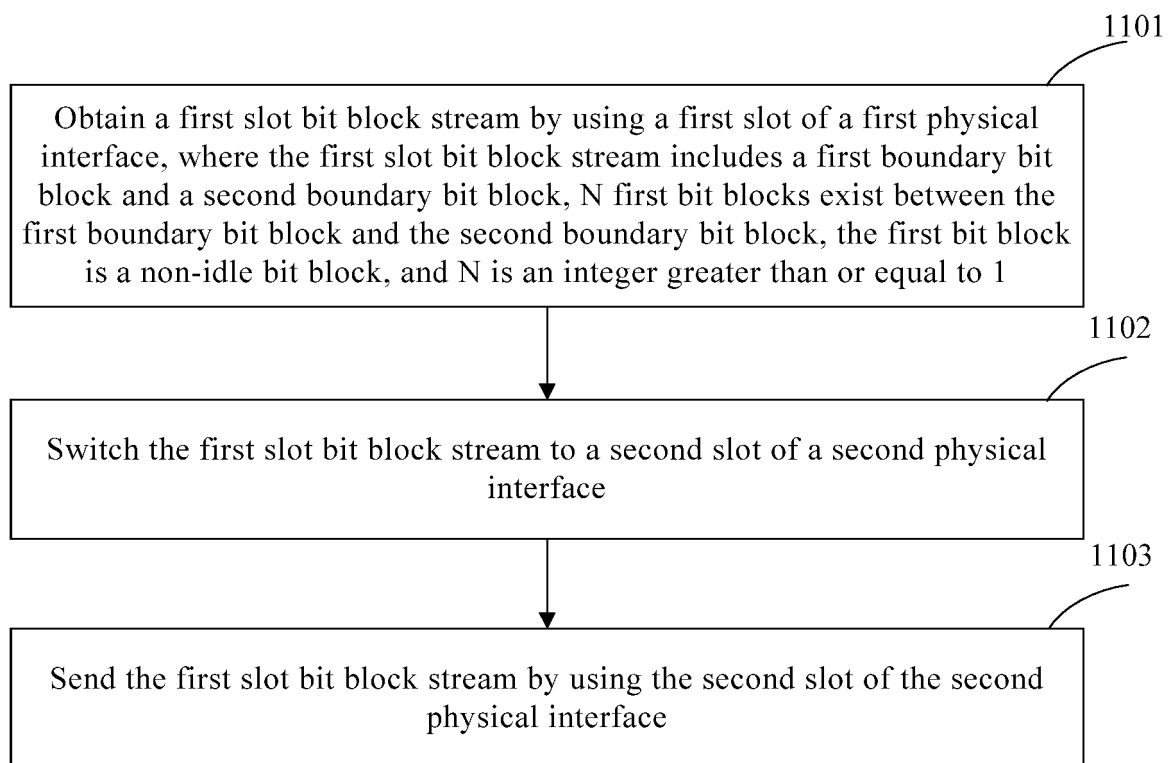 1101
Obtain a first slot bit block stream by using a first slot of a first physical
interface, where the first slot bit block stream includes a first boundary bit
block and a second boundary bit block, N first bit blocks exist between the
first boundary bit block and the second boundary bit block, the first bit block
is a non-idle bit block, and N is an integer greater than or equal to 1
1102
Switch the first slot bit block stream to a second slot of a second physical
interface
1103
Send the first slot bit block stream by using the second slot of the second
physical interface